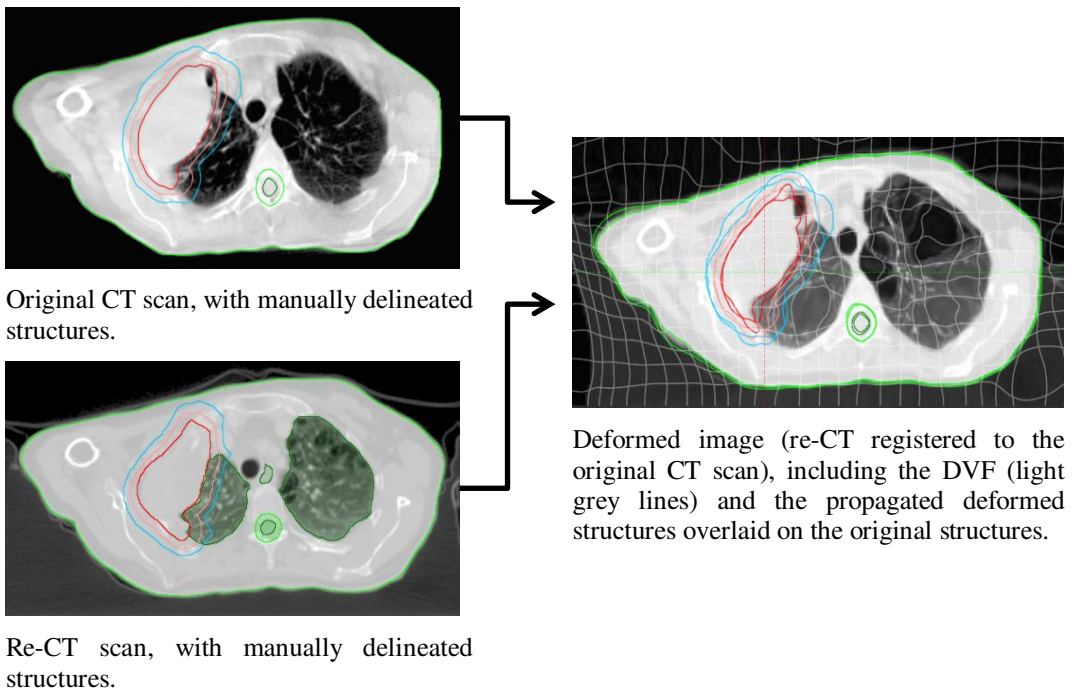 Original CT scan, with manually delineated
structures.
Re-CT scan, with manually delineated
structures.
Deformed image (re-CT registered to the
original CT scan), including the DVF (light
grey lines) and the propagated deformed
structures overlaid on the original structures.